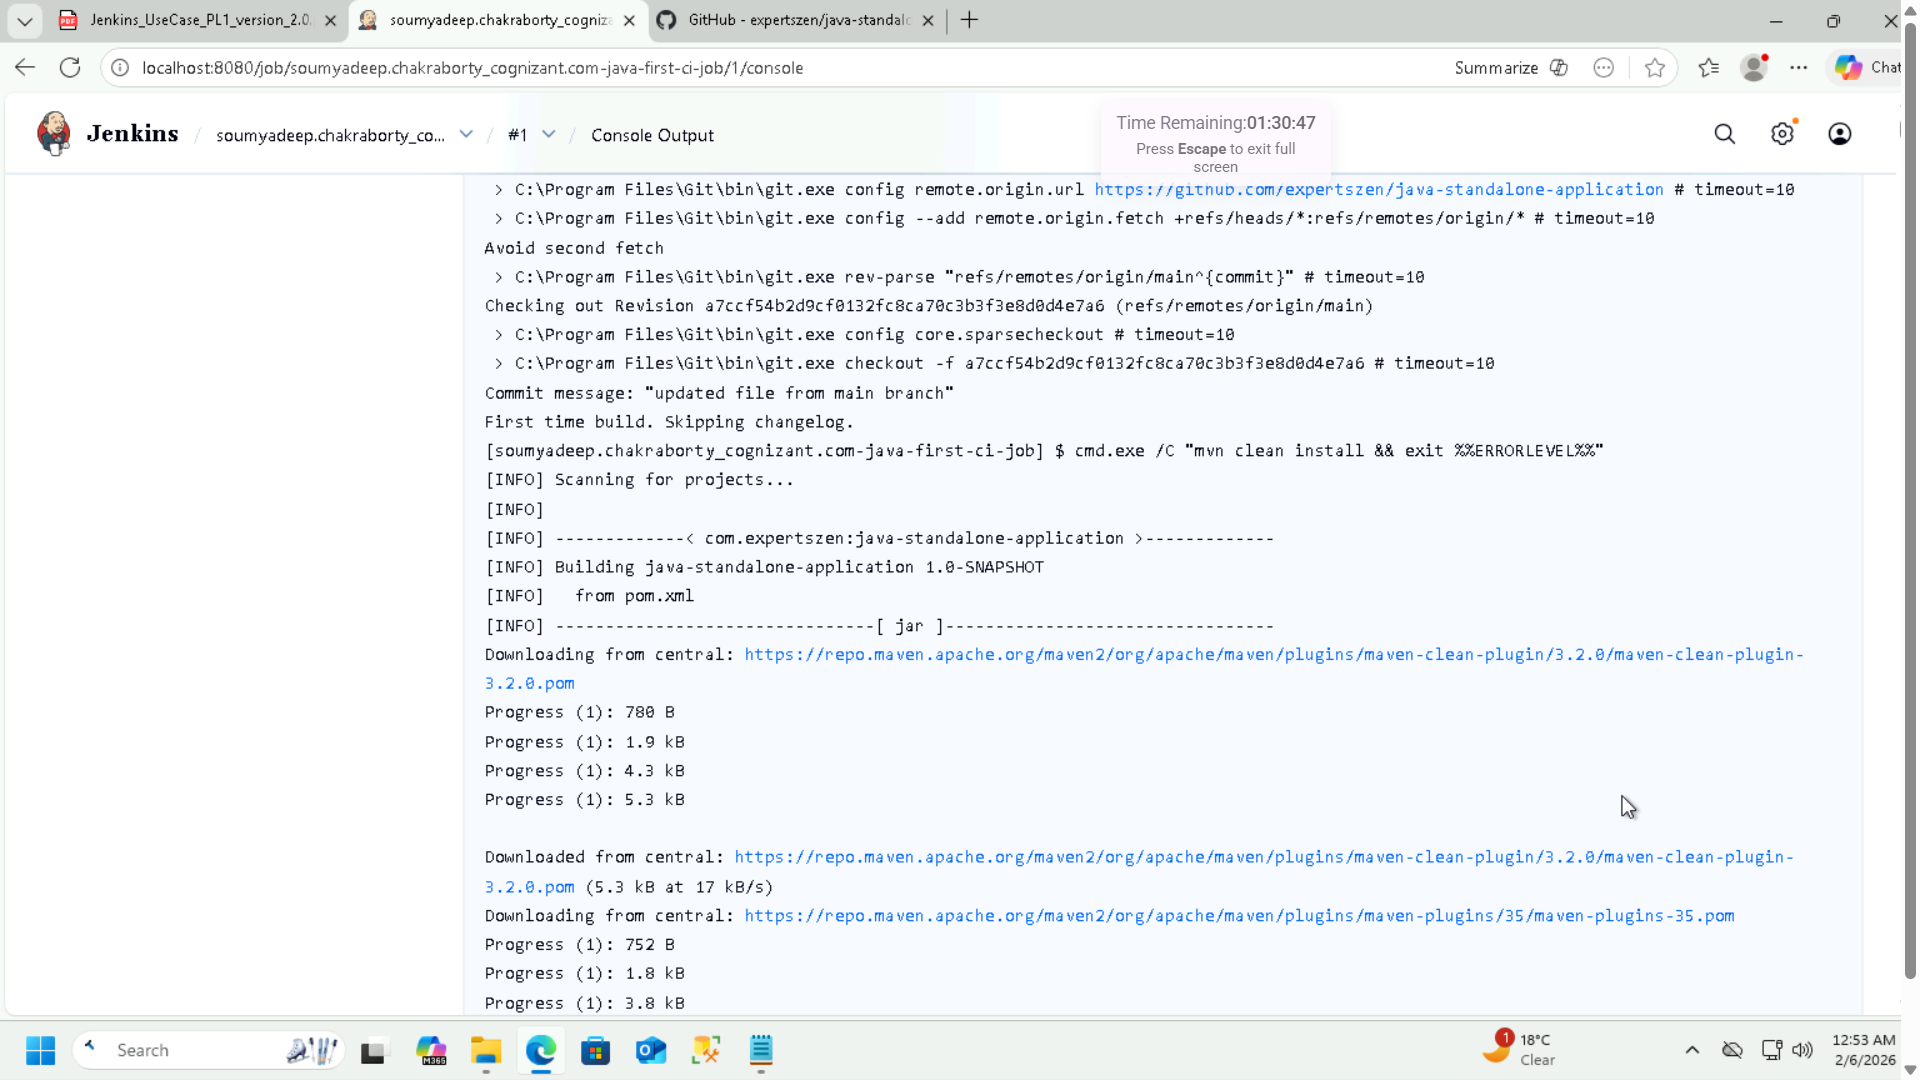 Jenkins_UseCase_PL1_version_2.0.
soumyadeep.chakraborty_cogniza
GitHub - expertszen/java-standalo
localhost:8080/job/soumyadeep.chakraborty_cognizant.com-java-first-ci-job/1/console
Summarize
Chat
Jenkins / soumyadeep.chakraborty_co... / #1 / Console Output
Time Remaining:01:30:47
Press Escape to exit full
screen
> C:\Program Files\Git\bin\git.exe config remote.origin.url https://github.com/expertszen/java-standalone-application # timeout=10
> C:\Program Files\Git\bin\git.exe config --add remote.origin.fetch +refs/heads/*:refs/remotes/origin/* # timeout=10
Avoid second fetch
> C:\Program Files\Git\bin\git.exe rev-parse "refs/remotes/origin/main^{commit}" # timeout=10
Checking out Revision a7ccf54b2d9cf0132fc8ca70c3b3f3e8d0d4e7a6 (refs/remotes/origin/main)
> C:\Program Files\Git\bin\git.exe config core.sparsecheckout # timeout=10
> C:\Program Files\Git\bin\git.exe checkout -f a7ccf54b2d9cf0132fc8ca70c3b3f3e8d0d4e7a6 # timeout=10
Commit message: "updated file from main branch"
First time build. Skipping changelog.
[soumyadeep.chakraborty_cognizant.com-java-first-ci-job] $ cmd.exe /C "mvn clean install && exit %%ERRORLEVEL%%"
[INFO] Scanning for projects...
[INFO]
[INFO] -------------< com.expertszen:java-standalone-application >-------------
[INFO] Building java-standalone-application 1.0-SNAPSHOT
[INFO]   from pom.xml
[INFO] --------------------------------[ jar ]---------------------------------
Downloading from central: https://repo.maven.apache.org/maven2/org/apache/maven/plugins/maven-clean-plugin/3.2.0/maven-clean-plugin-
3.2.0.pom
Progress (1): 780 B
Progress (1): 1.9 kB
Progress (1): 4.3 kB
Progress (1): 5.3 kB
Downloaded from central: https://repo.maven.apache.org/maven2/org/apache/maven/plugins/maven-clean-plugin/3.2.0/maven-clean-plugin-
3.2.0.pom (5.3 kB at 17 kB/s)
Downloading from central: https://repo.maven.apache.org/maven2/org/apache/maven/plugins/maven-plugins/35/maven-plugins-35.pom
Progress (1): 752 B
Progress (1): 1.8 kB
Progress (1): 3.8 kB
Search
M365
1
18°C
Clear
12:53 AM
2/6/2026